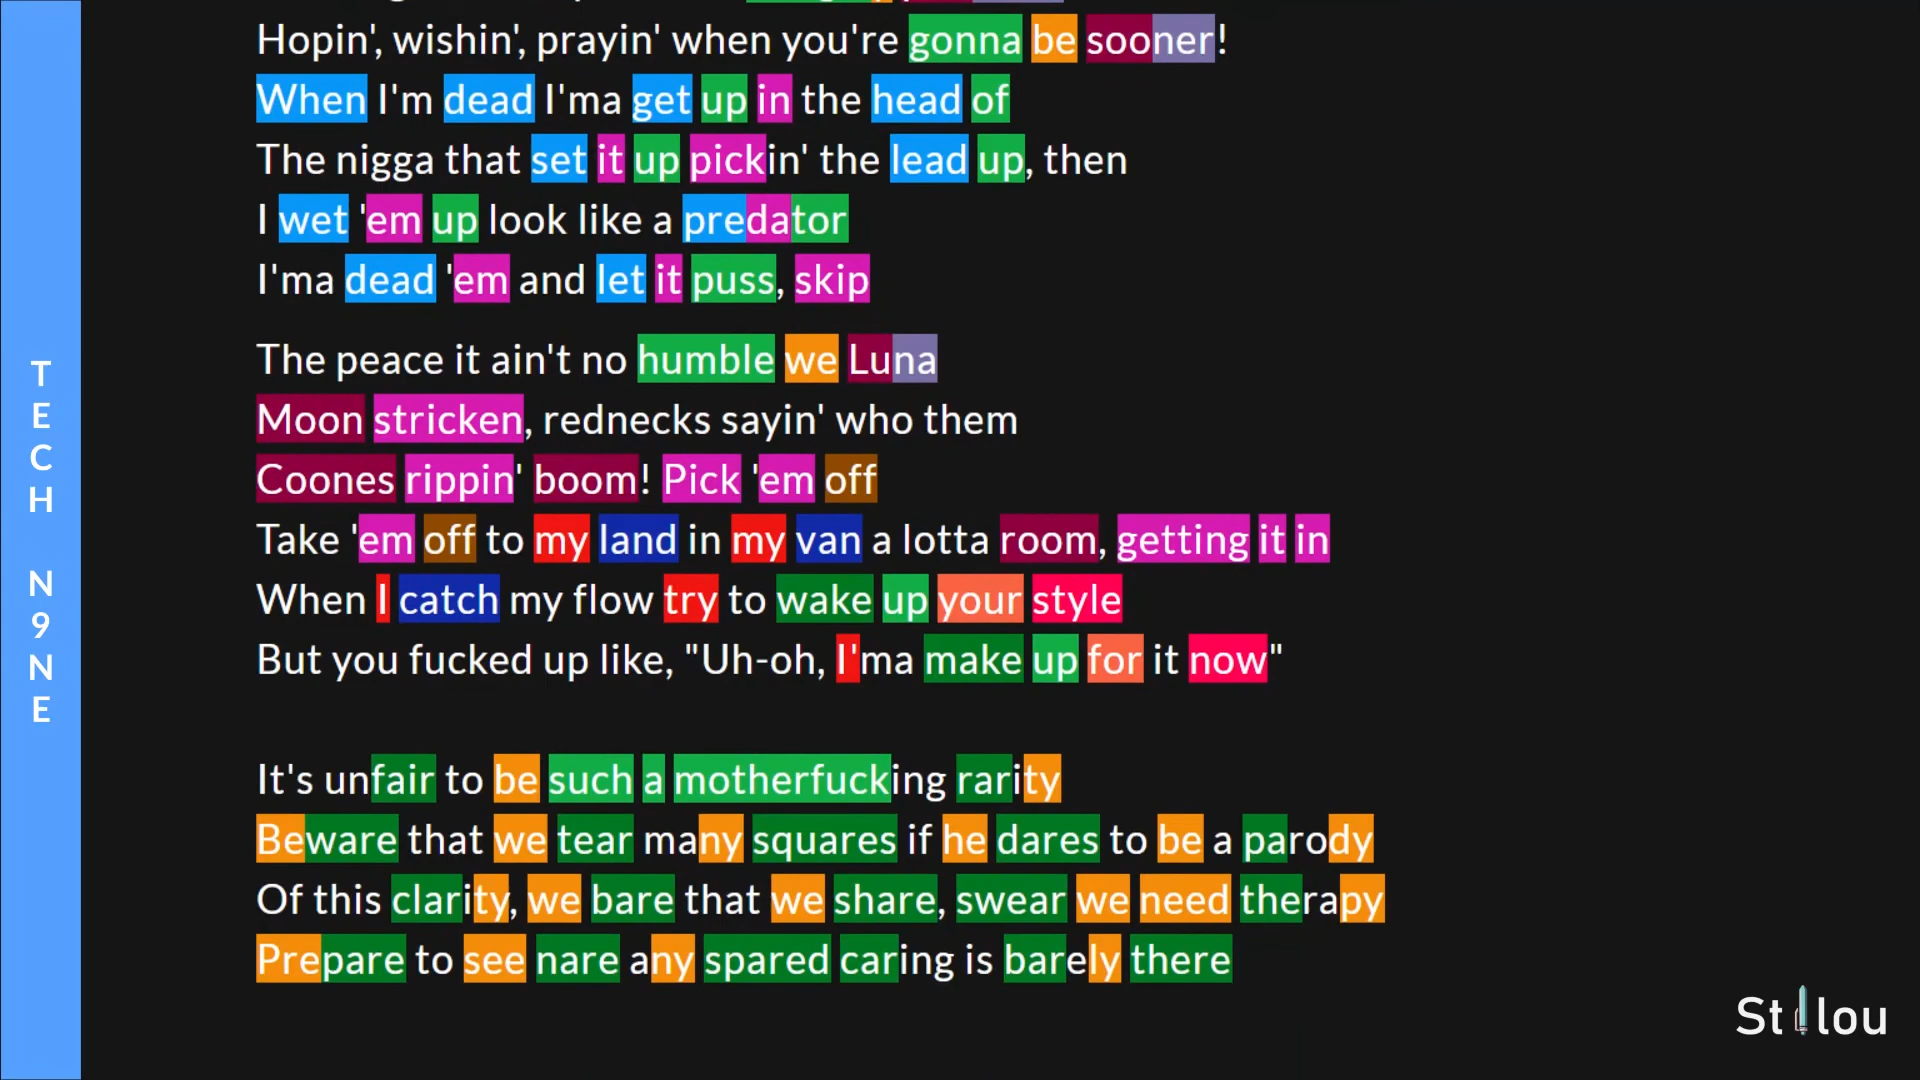 Hopin', wishin', prayin' when you're gonna be sooner!
When I'm dead I'ma get up in the head of
The nigga that set it up pickin' the lead up, then
I wet 'em up look like a predator
I'ma dead 'em and let it puss, skip
The peace it ain't no humble we Luna
Moon stricken, rednecks sayin' who them
Coones rippin' boom! Pick 'em off
Take 'em off to my land in my van a lotta room, getting it in
When I catch my flow try to wake up your style
But you fucked up like, "Uh-oh, I'ma make up for it now"
It's unfair to be such a motherfucking rarity
Beware that we tear many squares if he dares to be a parody
Of this clarity, we bare that we share, swear we need therapy
Prepare to see nare any spared caring is barely there
TECH N9NE
Stilou